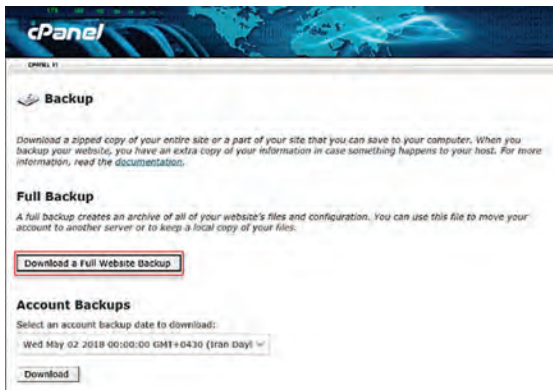 cPanel
CPANEL 11
Backup
Download a zipped copy of your entire site or a part of your site that you can save to your computer. When you
backup your website, you have an extra copy of your information in case something happens to your host. For more
information, read the documentation.
Full Backup
A full backup creates an archive of all of your website's files and configuration. You can use this file to move your
account to another server or to keep a local copy of your files.
Download a Full Website Backup
Account Backups
Select an account backup date to download:
Wed May 02 2018 00:00:00 GMT+0430 (Iran Dayl
Download